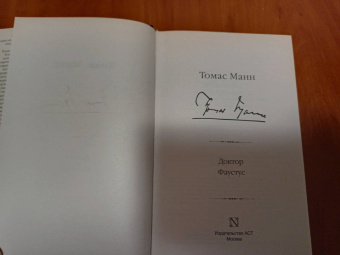 Томас Манн
Доктор
Фаустус
N
Издательство АСТ
Москва